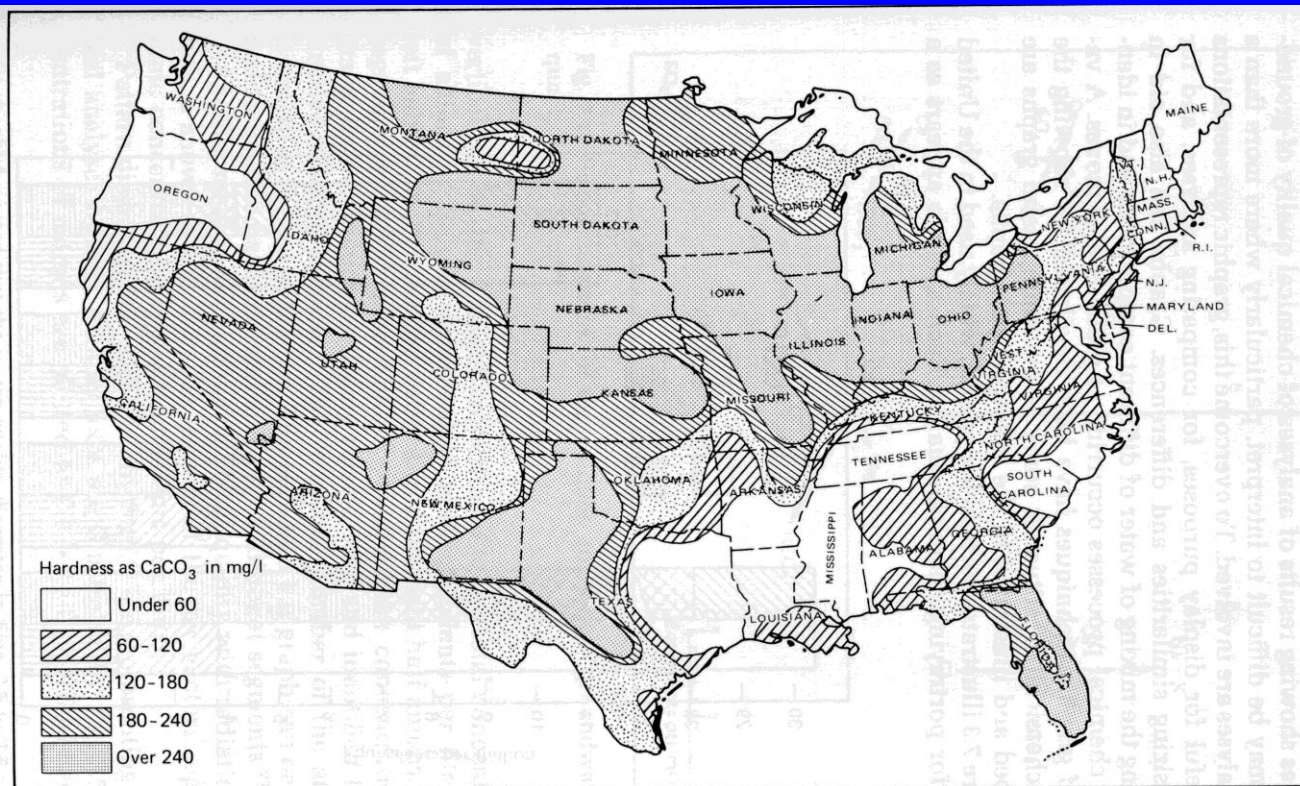 WASHINGTON
OREGON
IDAHO
MONTANA
NORTH DAKOTA
MINNESOTA
WISCONSIN
MICHIGAN
NEW YORK
VT.
N.H.
MAINE
MASS.
CONN.
R.I.
SOUTH DAKOTA
WYOMING
NEBRASKA
IOWA
ILLINOIS
INDIANA
OHIO
PENNSYLVANIA
N.J.
MARYLAND
DEL.
NEVADA
UTAH
COLORADO
KANSAS
MISSOURI
KENTUCKY
WEST
VIRGINIA
VIRGINIA
CALIFORNIA
ARIZONA
NEW MEXICO
OKLAHOMA
ARKANSAS
TENNESSEE
NORTH CAROLINA
SOUTH
CAROLINA
TEXAS
LOUISIANA
MISSISSIPPI
ALABAMA
GEORGIA
FLORIDA
Hardness as CaCO₃ in mg/l
Under 60
60-120
120-180
180-240
Over 240